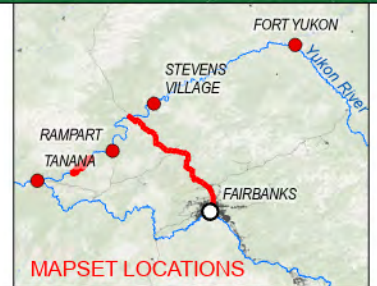 FORT YUKON
Yukon River
STEVENS
VILLAGE
RAMPART
TANANA
FAIRBANKS
MAPSET LOCATIONS